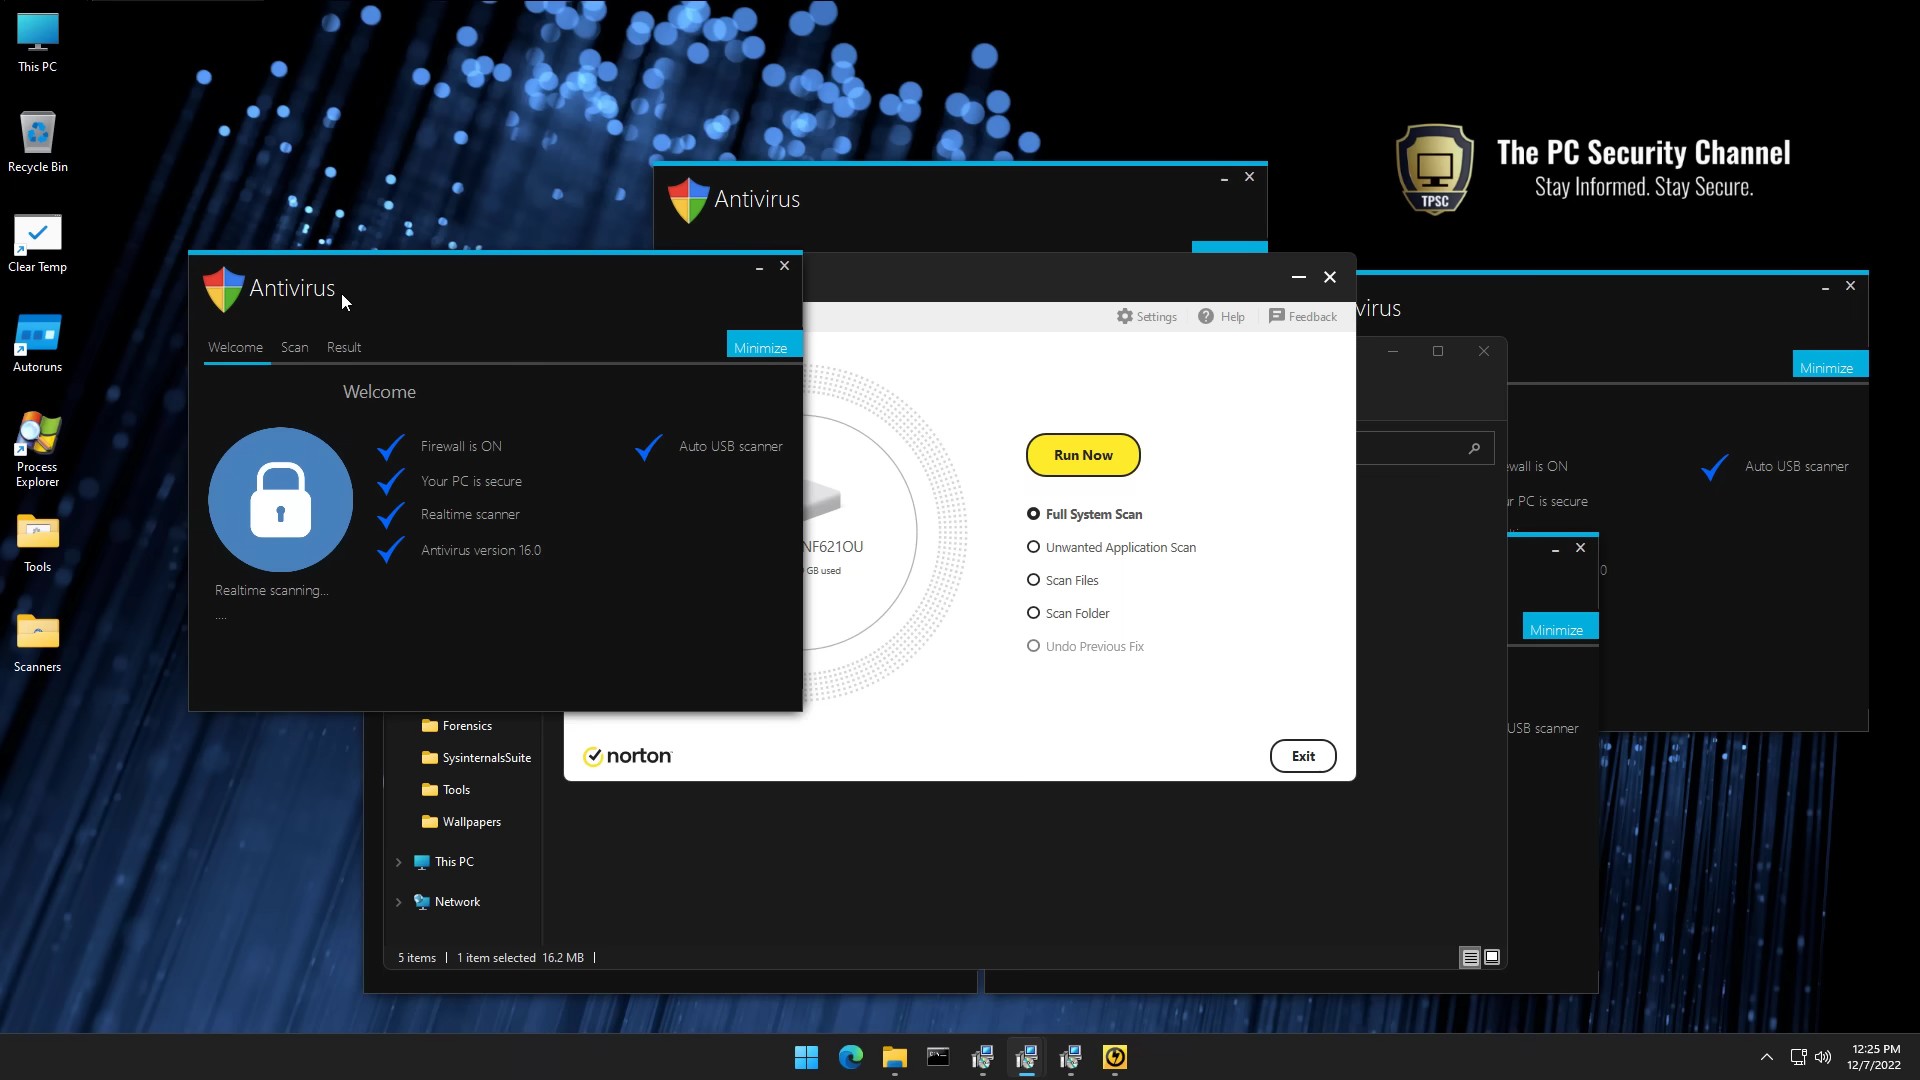 This PC
Recycle Bin
Clear Temp
Autoruns
Process
Explorer
Tools
Scanners
The PC Security Channel
Stay Informed. Stay Secure.
TPSC
Antivirus
Antivirus
Welcome Scan Result
Minimize
Welcome
Firewall is ON
Auto USB scanner
Your PC is secure
Realtime scanner
Antivirus version 16.0
Realtime scanning...
....
Settings Help Feedback
NF621OU
GB used
Run Now
Full System Scan
Unwanted Application Scan
Scan Files
Scan Folder
Undo Previous Fix
norton
Exit
virus
Minimize
wall is ON
Auto USB scanner
r PC is secure
0
Minimize
USB scanner
Forensics
SysinternalsSuite
Tools
Wallpapers
This PC
Network
5 items 1 item selected 16.2 MB
12:25 PM
12/7/2022